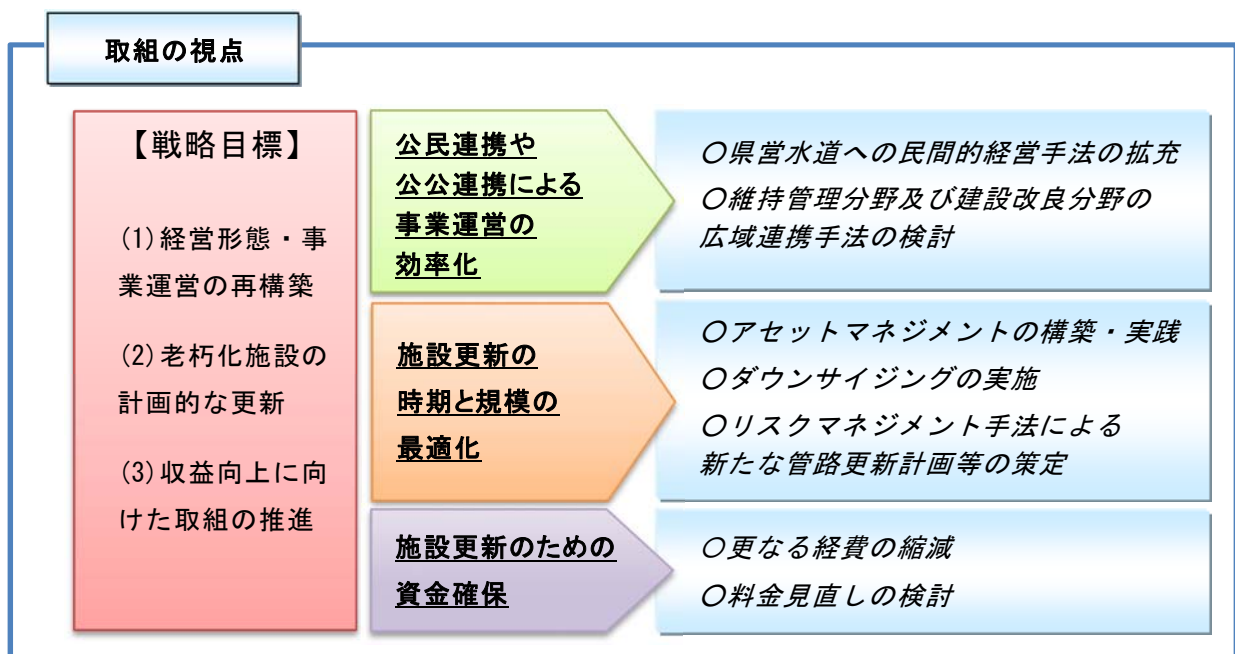 取組の視点
【戦略目標】
(1)経営形態・事
業運営の再構築
(2)老朽化施設の
計画的な更新
(3)収益向上に向
けた取組の推進
公民連携や
公公連携による
事業運営の
効率化
〇県営水道への民間的経営手法の拡充
〇維持管理分野及び建設改良分野の
広域連携手法の検討
施設更新の
時期と規模の
最適化
〇アセットマネジメントの構築・実践
〇ダウンサイジングの実施
〇リスクマネジメント手法による
新たな管路更新計画等の策定
施設更新のための
資金確保
〇更なる経費の縮減
〇料金見直しの検討